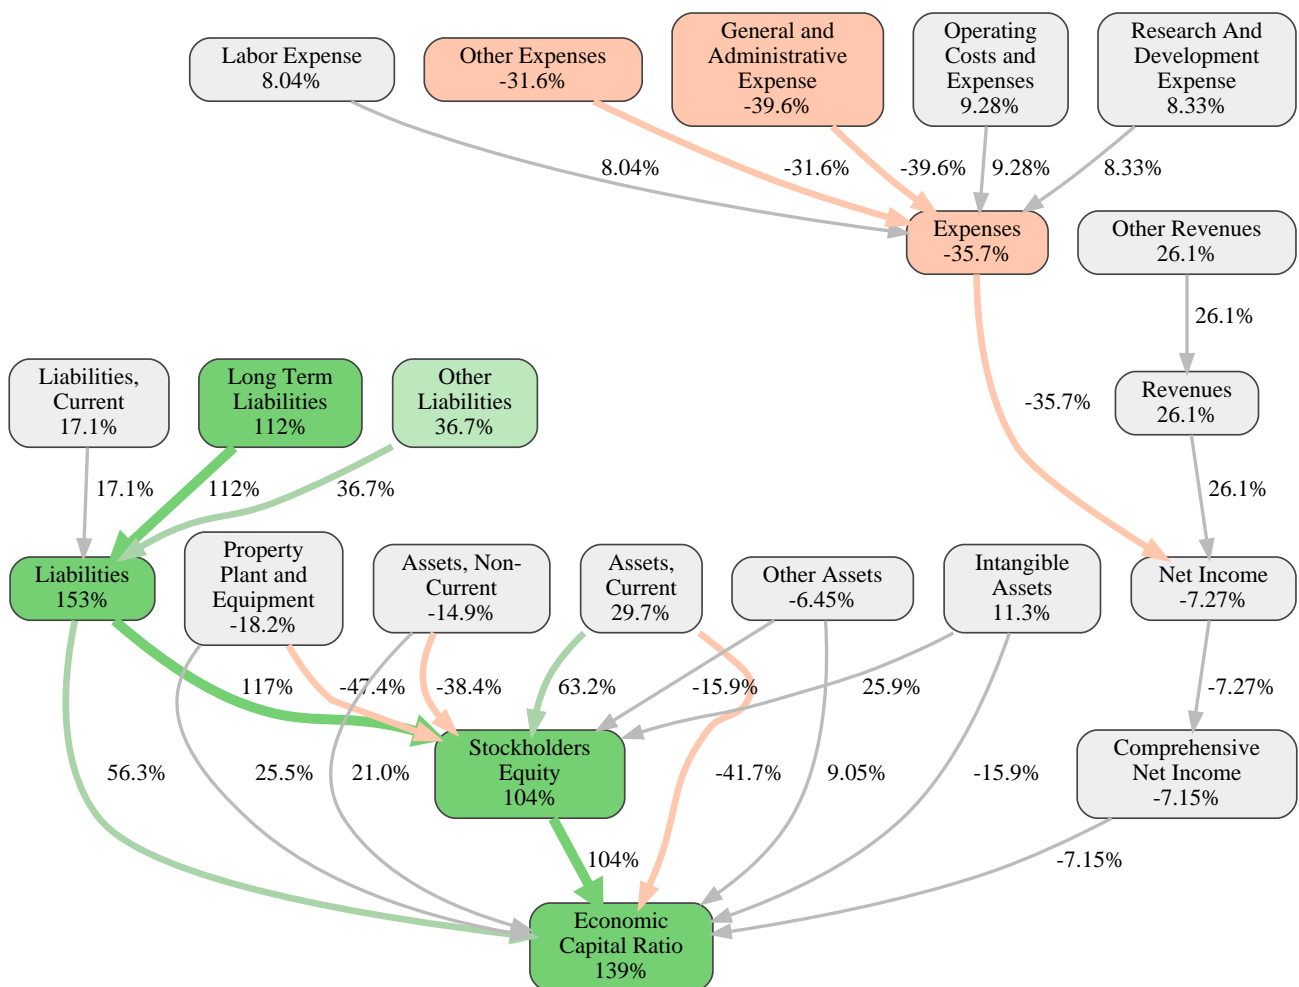 Labor Expense
8.04%
Other Expenses
-31.6%
General and
Administrative
Expense
-39.6%
Operating
Costs and
Expenses
9.28%
Research And
Development
Expense
8.33%
8.04%
-31.6%
-39.6%
9.28%
8.33%
Expenses
-35.7%
Other Revenues
26.1%
26.1%
Liabilities,
Current
17.1%
Long Term
Liabilities
112%
Other
Liabilities
36.7%
-35.7%
Revenues
26.1%
17.1%
112%
36.7%
26.1%
Liabilities
153%
Property
Plant and
Equipment
-18.2%
Assets, Non-
Current
-14.9%
Assets,
Current
29.7%
Other Assets
-6.45%
Intangible
Assets
11.3%
Net Income
-7.27%
117%
-47.4%
-38.4%
63.2%
-15.9%
25.9%
-7.27%
56.3%
25.5%
21.0%
Stockholders
Equity
104%
-41.7%
9.05%
-15.9%
Comprehensive
Net Income
-7.15%
104%
-7.15%
Economic
Capital Ratio
139%